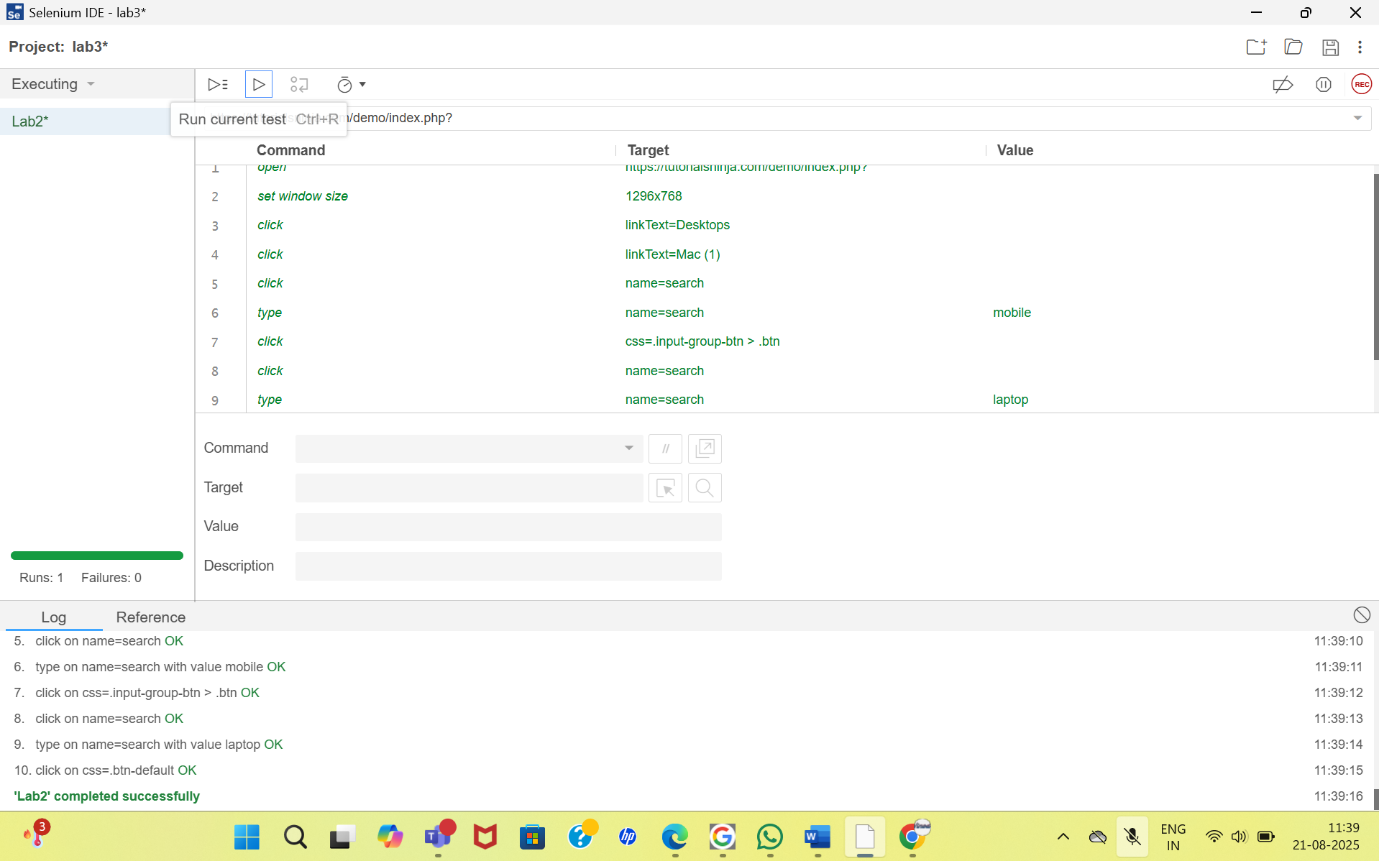 Se Selenium IDE - lab3*
Project: lab3*
Executing
Lab2*
Run current test Ctrl+R
/demo/index.php?
Command Target Value
1 open https://tutorialsninja.com/demo/index.php?
2 set window size 1296x768
3 click linkText=Desktops
4 click linkText=Mac (1)
5 click name=search
6 type name=search mobile
7 click css=.input-group-btn > .btn
8 click name=search
9 type name=search laptop
Command //
Target
Value
Description
Runs: 1 Failures: 0
Log Reference
5. click on name=search OK 11:39:10
6. type on name=search with value mobile OK 11:39:11
7. click on css=.input-group-btn > .btn OK 11:39:12
8. click on name=search OK 11:39:13
9. type on name=search with value laptop OK 11:39:14
10. click on css=.btn-default OK 11:39:15
'Lab2' completed successfully 11:39:16
REC
3
ENG
IN
11:39
21-08-2025